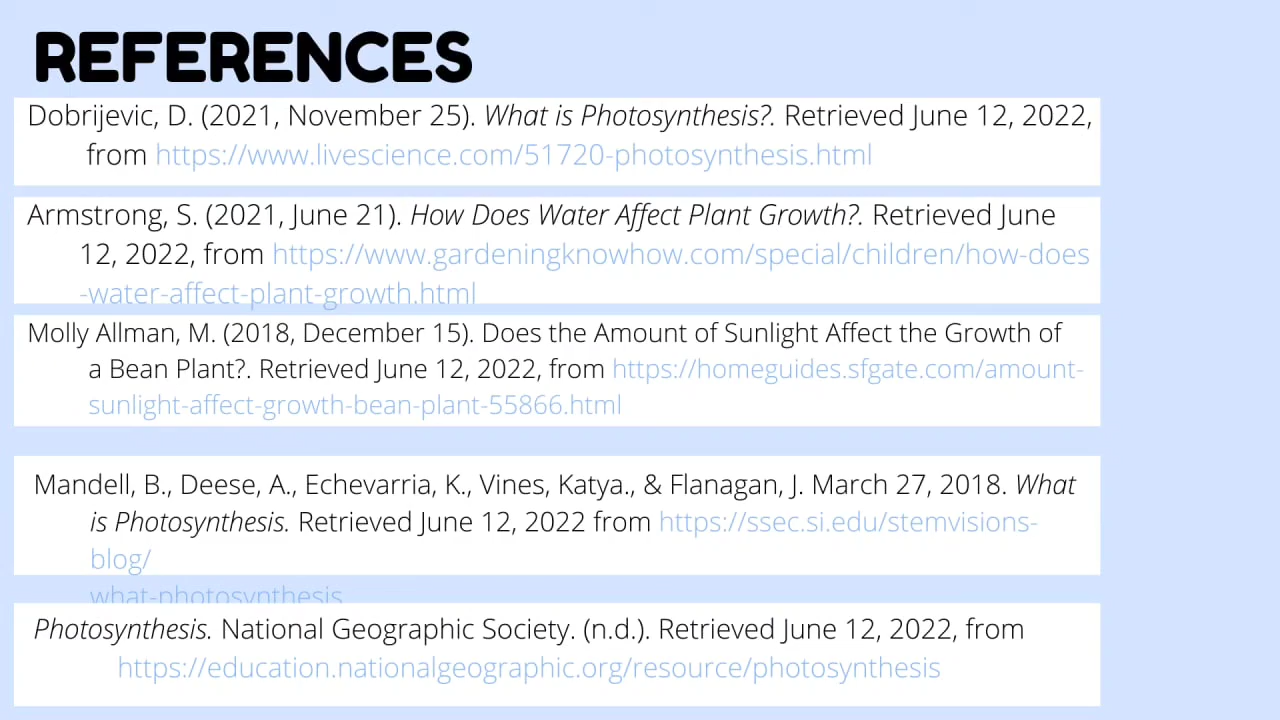 REFERENCES
Dobrijevic, D. (2021, November 25). What is Photosynthesis?. Retrieved June 12, 2022,
from https://www.livescience.com/51720-photosynthesis.html
Armstrong, S. (2021, June 21). How Does Water Affect Plant Growth?. Retrieved June
12, 2022, from https://www.gardeningknowhow.com/special/children/how-does
-water-affect-plant-growth.html
Molly Allman, M. (2018, December 15). Does the Amount of Sunlight Affect the Growth of
a Bean Plant?. Retrieved June 12, 2022, from https://homeguides.sfgate.com/amount-
sunlight-affect-growth-bean-plant-55866.html
Mandell, B., Deese, A., Echevarria, K., Vines, Katya., & Flanagan, J. March 27, 2018. What
is Photosynthesis. Retrieved June 12, 2022 from https://ssec.si.edu/stemvisions-
blog/
what-photosynthesis
Photosynthesis. National Geographic Society. (n.d.). Retrieved June 12, 2022, from
https://education.nationalgeographic.org/resource/photosynthesis